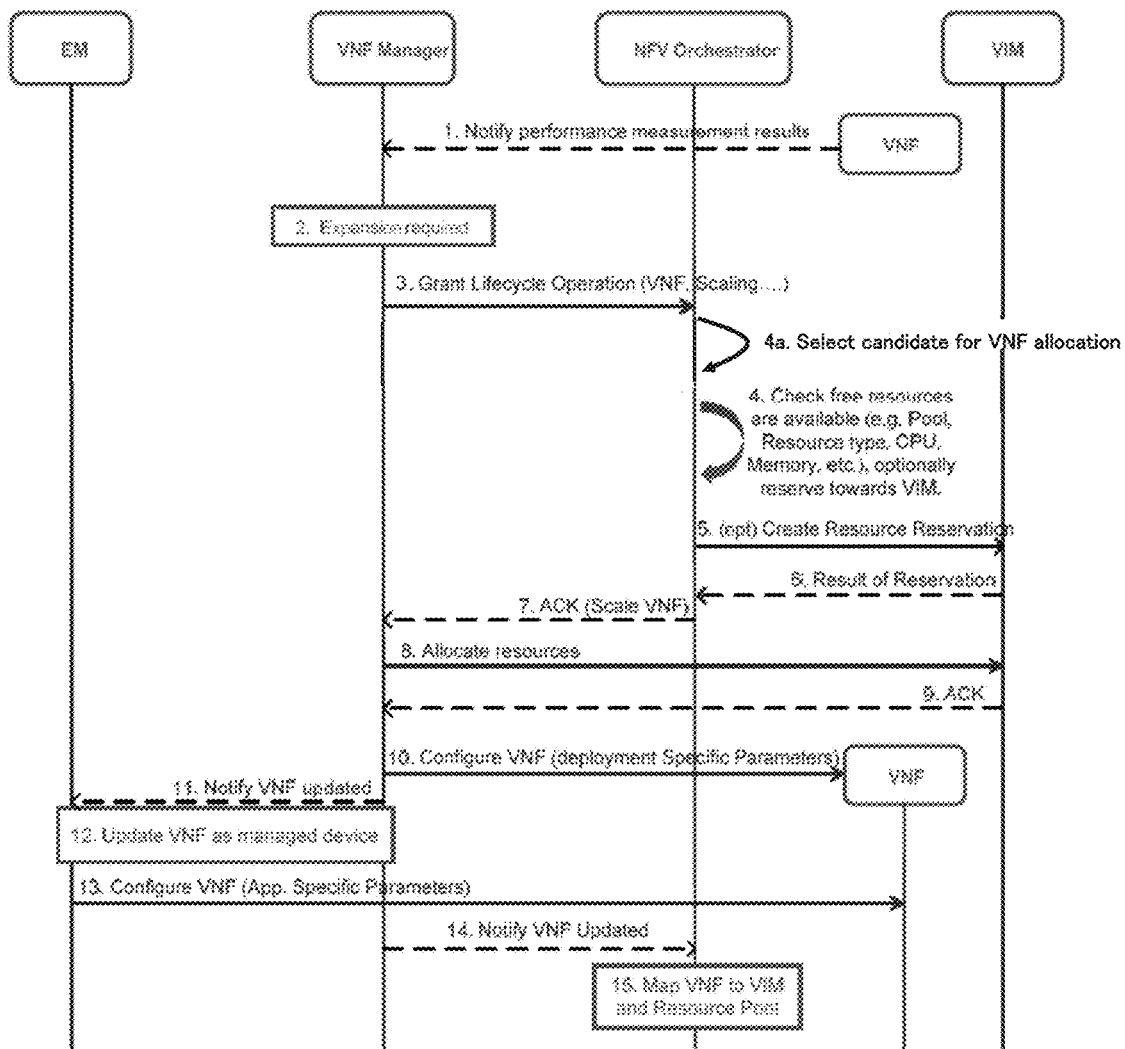 EM
VNF Manager
NFV Orchestrator
VIM
1. Notify performance measurement results
VNF
2. Expansion required
3. Grant Lifecycle Operation (VNF, Scaling....)
4a. Select candidate for VNF allocation
4. Check free resources
are available (e.g. Pool,
Resource type, CPU,
Memory, etc.), optionally
reserve towards VIM.
5. (opt) Create Resource Reservation
6. Result of Reservation
7. ACK (Scale VNF)
8. Allocate resources
9. ACK
10. Configure VNF (deployment Specific Parameters)
VNF
11. Notify VNF updated
12. Update VNF as managed device
13. Configure VNF (App. Specific Parameters)
14. Notify VNF Updated
15. Map VNF to VIM
and Resource Pool